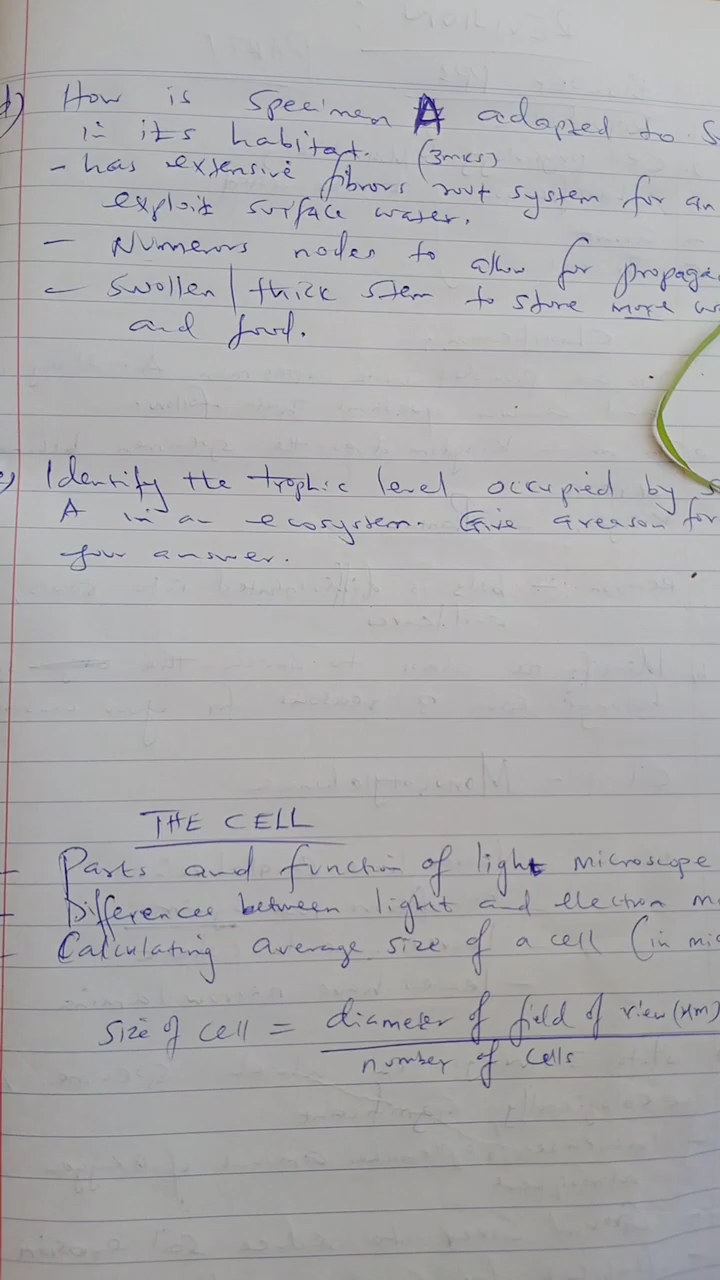 d) How is specimen A adapted to S
in its habitat. (3mks)
- has extensive fibrous root system for an
exploit surface water.
- Numerous nodes to allow for propaga
- Swollen / thick stem to store more w
and food.
e) Identify the trophic level occupied by S
A in an ecosystem. Give a reason for
your answer.
THE CELL
- Parts and function of light microscope
- Differences between light and electron m
- Calculating average size of a cell (in mic
Size of cell = diameter of field of view (µm)
number of cells